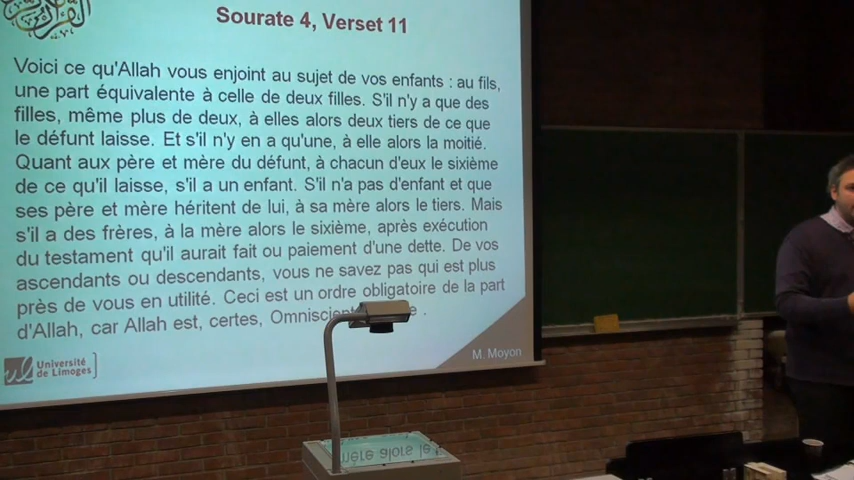 Sourate 4, Verset 11
Voici ce qu'Allah vous enjoint au sujet de vos enfants : au fils,
une part équivalente à celle de deux filles. S'il n'y a que des
filles, même plus de deux, à elles alors deux tiers de ce que
le défunt laisse. Et s'il n'y en a qu'une, à elle alors la moitié.
Quant aux père et mère du défunt, à chacun d'eux le sixième
de ce qu'il laisse, s'il a un enfant. S'il n'a pas d'enfant et que
ses père et mère héritent de lui, à sa mère alors le tiers. Mais
s'il a des frères, à la mère alors le sixième, après exécution
du testament qu'il aurait fait ou paiement d'une dette. De vos
ascendants ou descendants, vous ne savez pas qui est plus
près de vous en utilité. Ceci est un ordre obligatoire de la part
d'Allah, car Allah est, certes, Omniscient
ul Université
de Limoges
M. Moyon